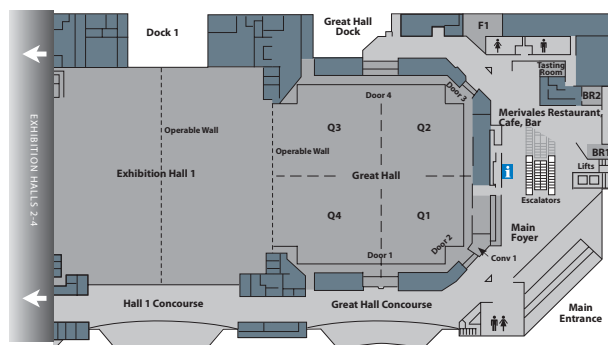 Dock 1
Great Hall
Dock
F1
Tasting
Room
BR2
Door 3
Door 4
Merivales Restaurant,
Cafe, Bar
Q3
Q2
Operable Wall
Operable Wall
BR1
EXHIBITION HALLS 2-4
Exhibition Hall 1
Great Hall
i
Lifts
Escalators
Q4
Q1
Main
Foyer
Door 2
Door 1
Conv 1
Hall 1 Concourse
Great Hall Concourse
Main
Entrance